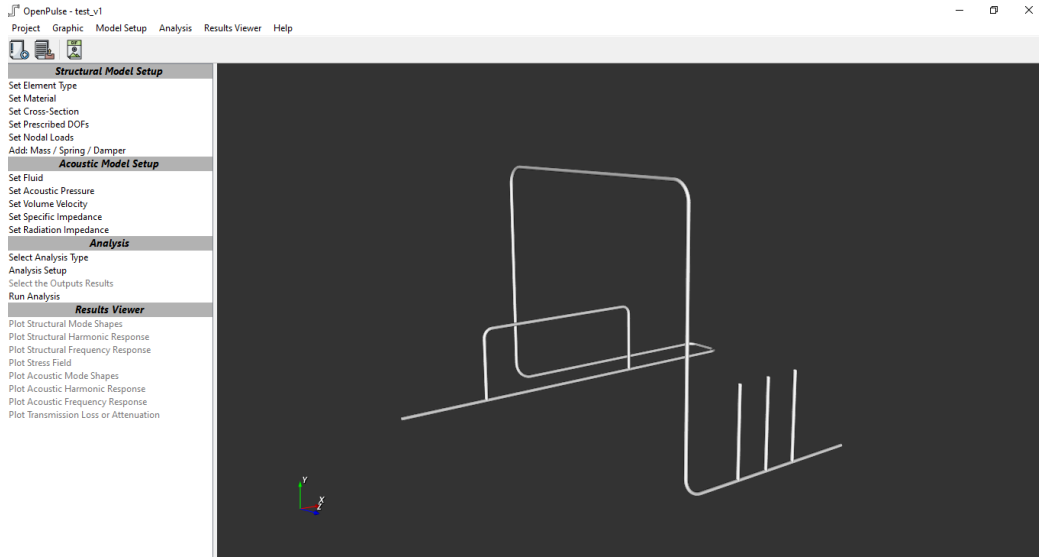 OpenPulse - test_v1
Project Graphic Model Setup Analysis Results Viewer Help
Structural Model Setup
Set Element Type
Set Material
Set Cross-Section
Set Prescribed DOFs
Set Nodal Loads
Add: Mass / Spring / Damper
Acoustic Model Setup
Set Fluid
Set Acoustic Pressure
Set Volume Velocity
Set Specific Impedance
Set Radiation Impedance
Analysis
Select Analysis Type
Analysis Setup
Select the Outputs Results
Run Analysis
Results Viewer
Plot Structural Mode Shapes
Plot Structural Harmonic Response
Plot Structural Frequency Response
Plot Stress Field
Plot Acoustic Mode Shapes
Plot Acoustic Harmonic Response
Plot Acoustic Frequency Response
Plot Transmission Loss or Attenuation
Y
X
Z